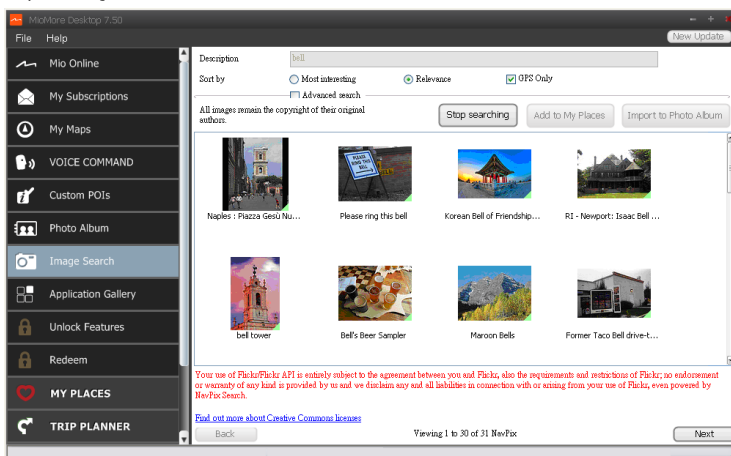 MioMore Desktop 7.50
File Help
New Update
Mio Online
My Subscriptions
My Maps
VOICE COMMAND
Custom POIs
Photo Album
Image Search
Application Gallery
Unlock Features
Redeem
MY PLACES
TRIP PLANNER
Description bell
Sort by Most interesting Relevance GPS Only
Advanced search
All images remain the copyright of their original
authors.
Stop searching Add to My Places Import to Photo Album
PLEASE
RING THIS
BELL
Naples : Piazza Gesù Nu... Please ring this bell Korean Bell of Friendship... RI - Newport: Isaac Bell ...
bell tower Bell's Beer Sampler Maroon Bells Former Taco Bell drive-t...
Your use of Flickr/Flickr API is entirely subject to the agreement between you and Flickr, also the requirements and restrictions of Flickr; no endorsement
or warranty of any kind is provided by us and we disclaim any and all liabilities in connection with or arising from your use of Flickr, even powered by
NavPix Search.
Find out more about Creative Commons licenses
Back Viewing 1 to 30 of 31 NavPix Next